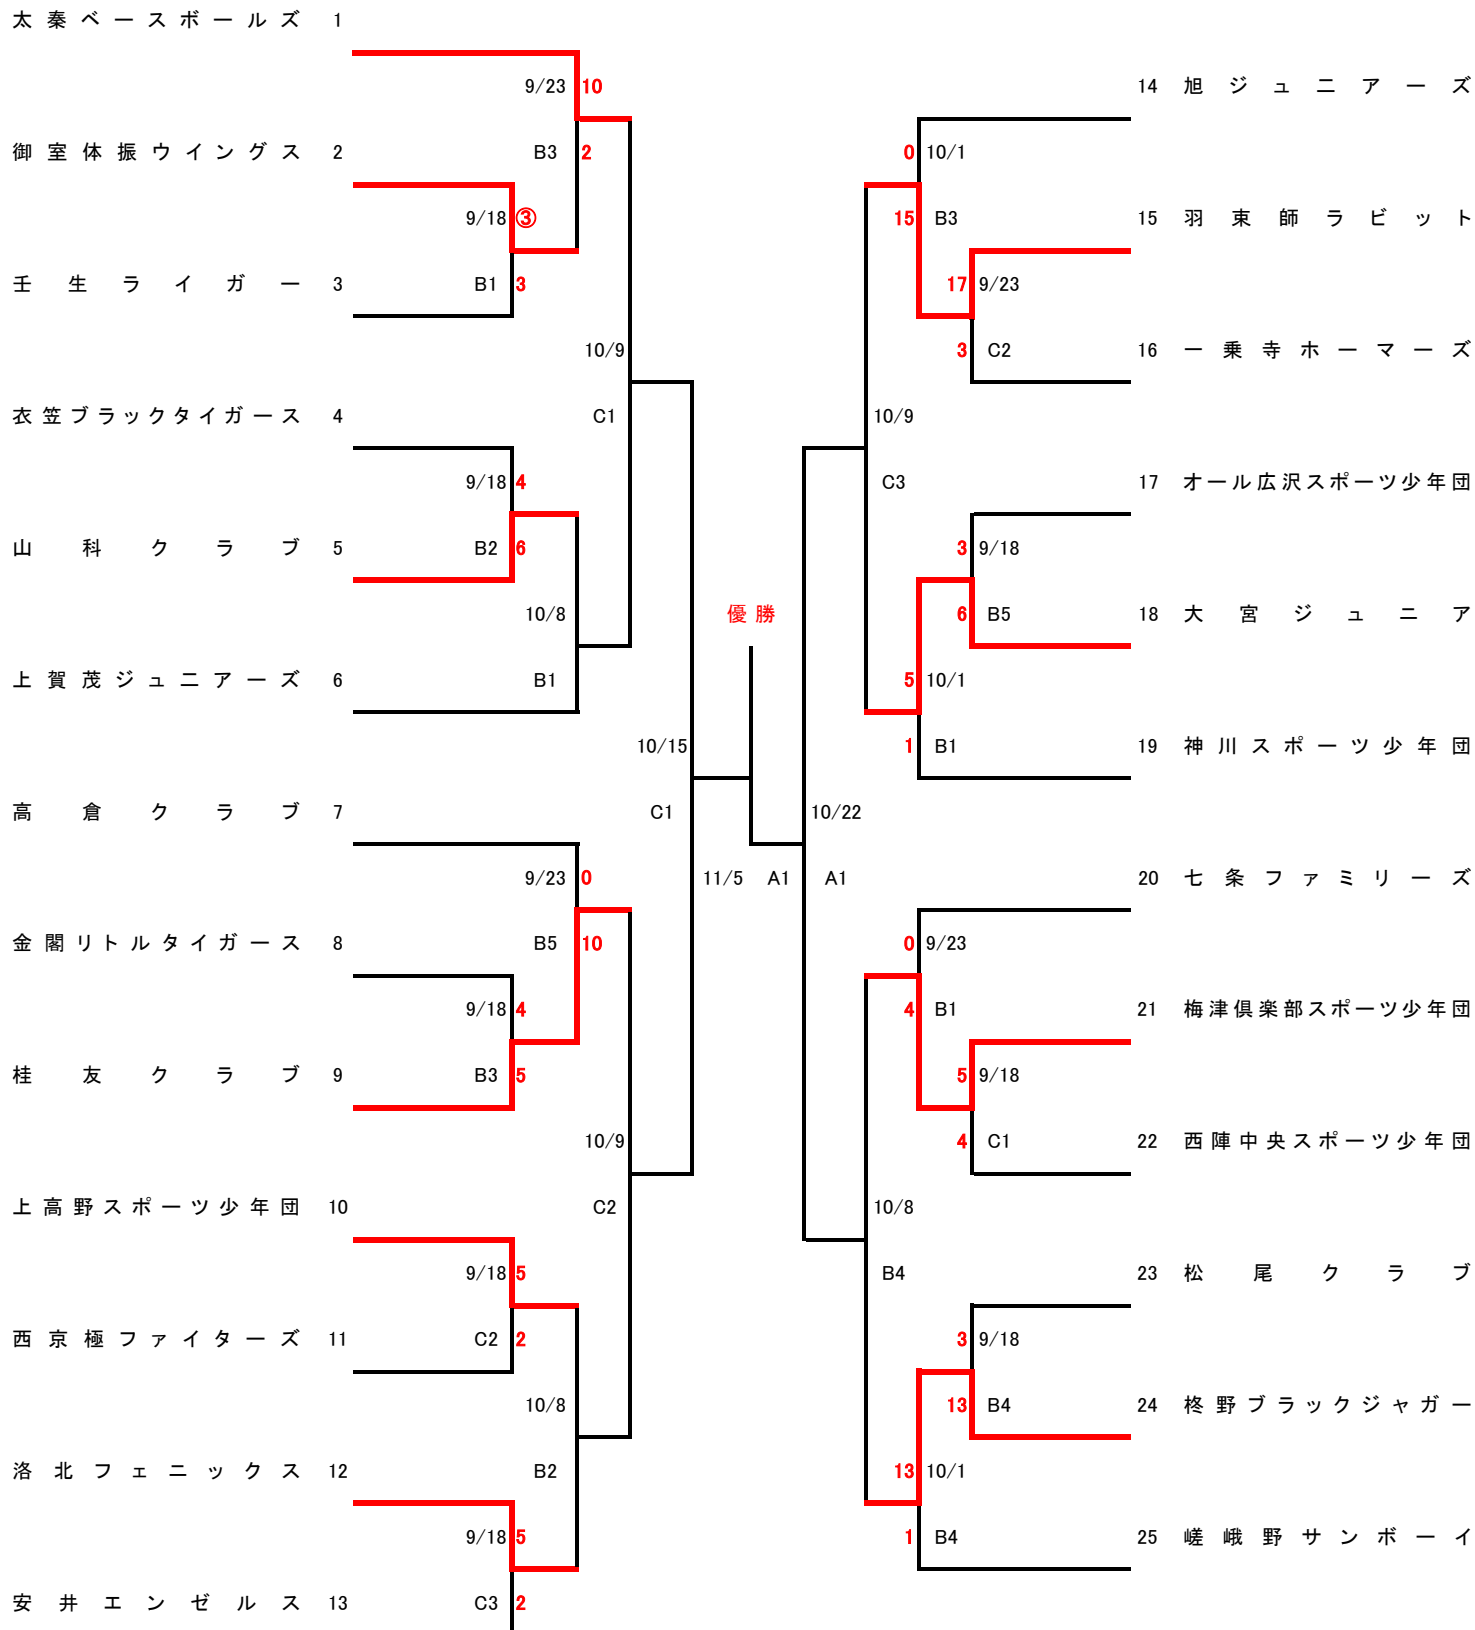 太秦ベースボールズ 1
9/23 10 14 旭ジュニアーズ
御室体振ウイングス 2 B3 2 0 10/1
9/18 ③ 15 B3 15 羽束師ラビット
壬生ライガー 3 B1 3 17 9/23
10/9 3 C2 16 一乗寺ホーマーズ
衣笠ブラックタイガース 4 C1 10/9
9/18 4 C3 17 オール広沢スポーツ少年団
山科クラブ 5 B2 6 3 9/18
10/8 優勝 6 B5 18 大宮ジュニア
上賀茂ジュニアーズ 6 B1 5 10/1
10/15 1 B1 19 神川スポーツ少年団
高倉クラブ 7 C1 10/22
9/23 0 11/5 A1 A1 20 七条ファミリーズ
金閣リトルタイガース 8 B5 10 0 9/23
9/18 4 4 B1 21 梅津倶楽部スポーツ少年団
桂友クラブ 9 B3 5 5 9/18
10/9 4 C1 22 西陣中央スポーツ少年団
上高野スポーツ少年団 10 C2 10/8
9/18 5 B4 23 松尾クラブ
西京極ファイターズ 11 C2 2 3 9/18
10/8 13 B4 24 柊野ブラックジャガー
洛北フェニックス 12 B2 13 10/1
9/18 5 1 B4 25 嵯峨野サンボーイ
安井エンゼルス 13 C3 2